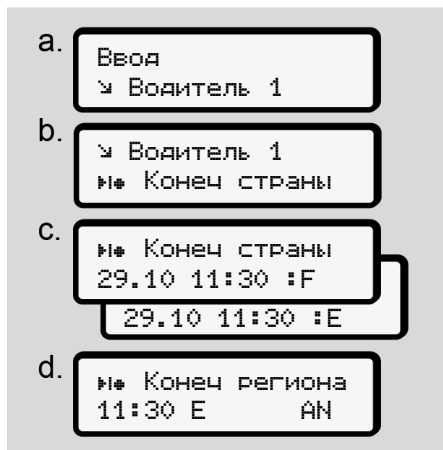 a.
Ввод
↘ Водитель 1
b.
↘ Водитель 1
Конец страны
c.
Конец страны
29.10 11:30 :F
29.10 11:30 :E
d.
Конец региона
11:30 E AN